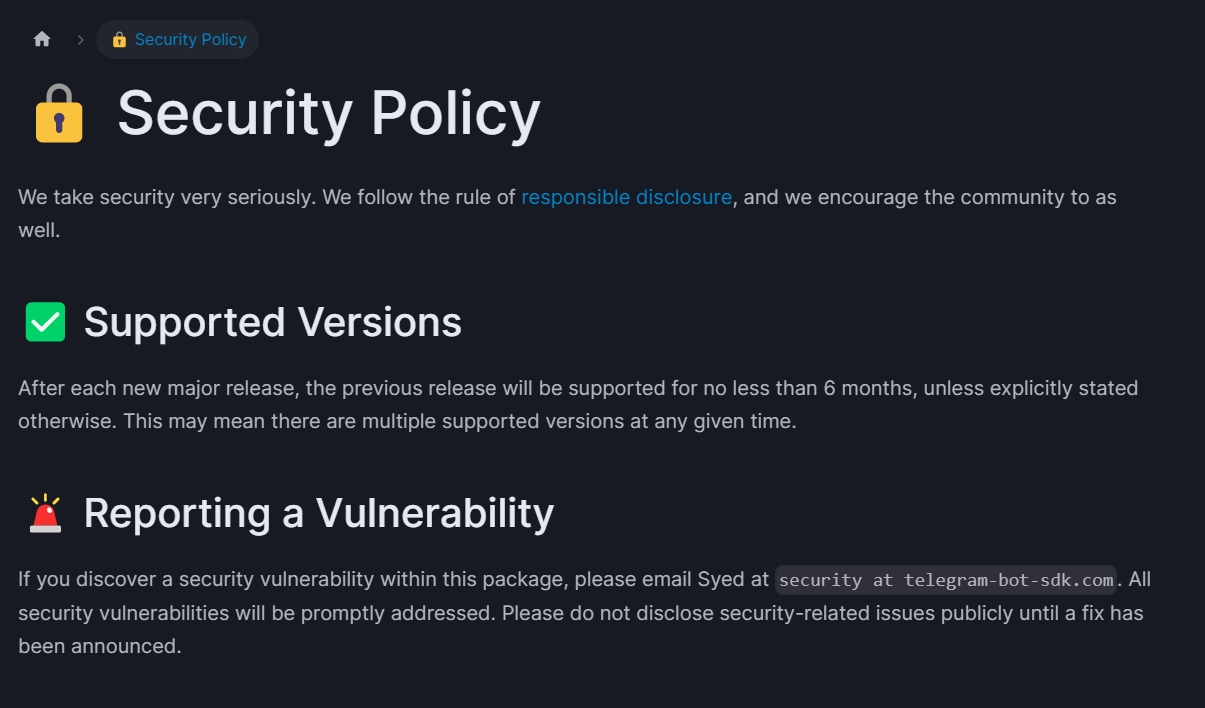 Security Policy
Security Policy
We take security very seriously. We follow the rule of responsible disclosure, and we encourage the community to as
well.
Supported Versions
After each new major release, the previous release will be supported for no less than 6 months, unless explicitly stated
otherwise. This may mean there are multiple supported versions at any given time.
Reporting a Vulnerability
If you discover a security vulnerability within this package, please email Syed at security at telegram-bot-sdk.com. All
security vulnerabilities will be promptly addressed. Please do not disclose security-related issues publicly until a fix has
been announced.